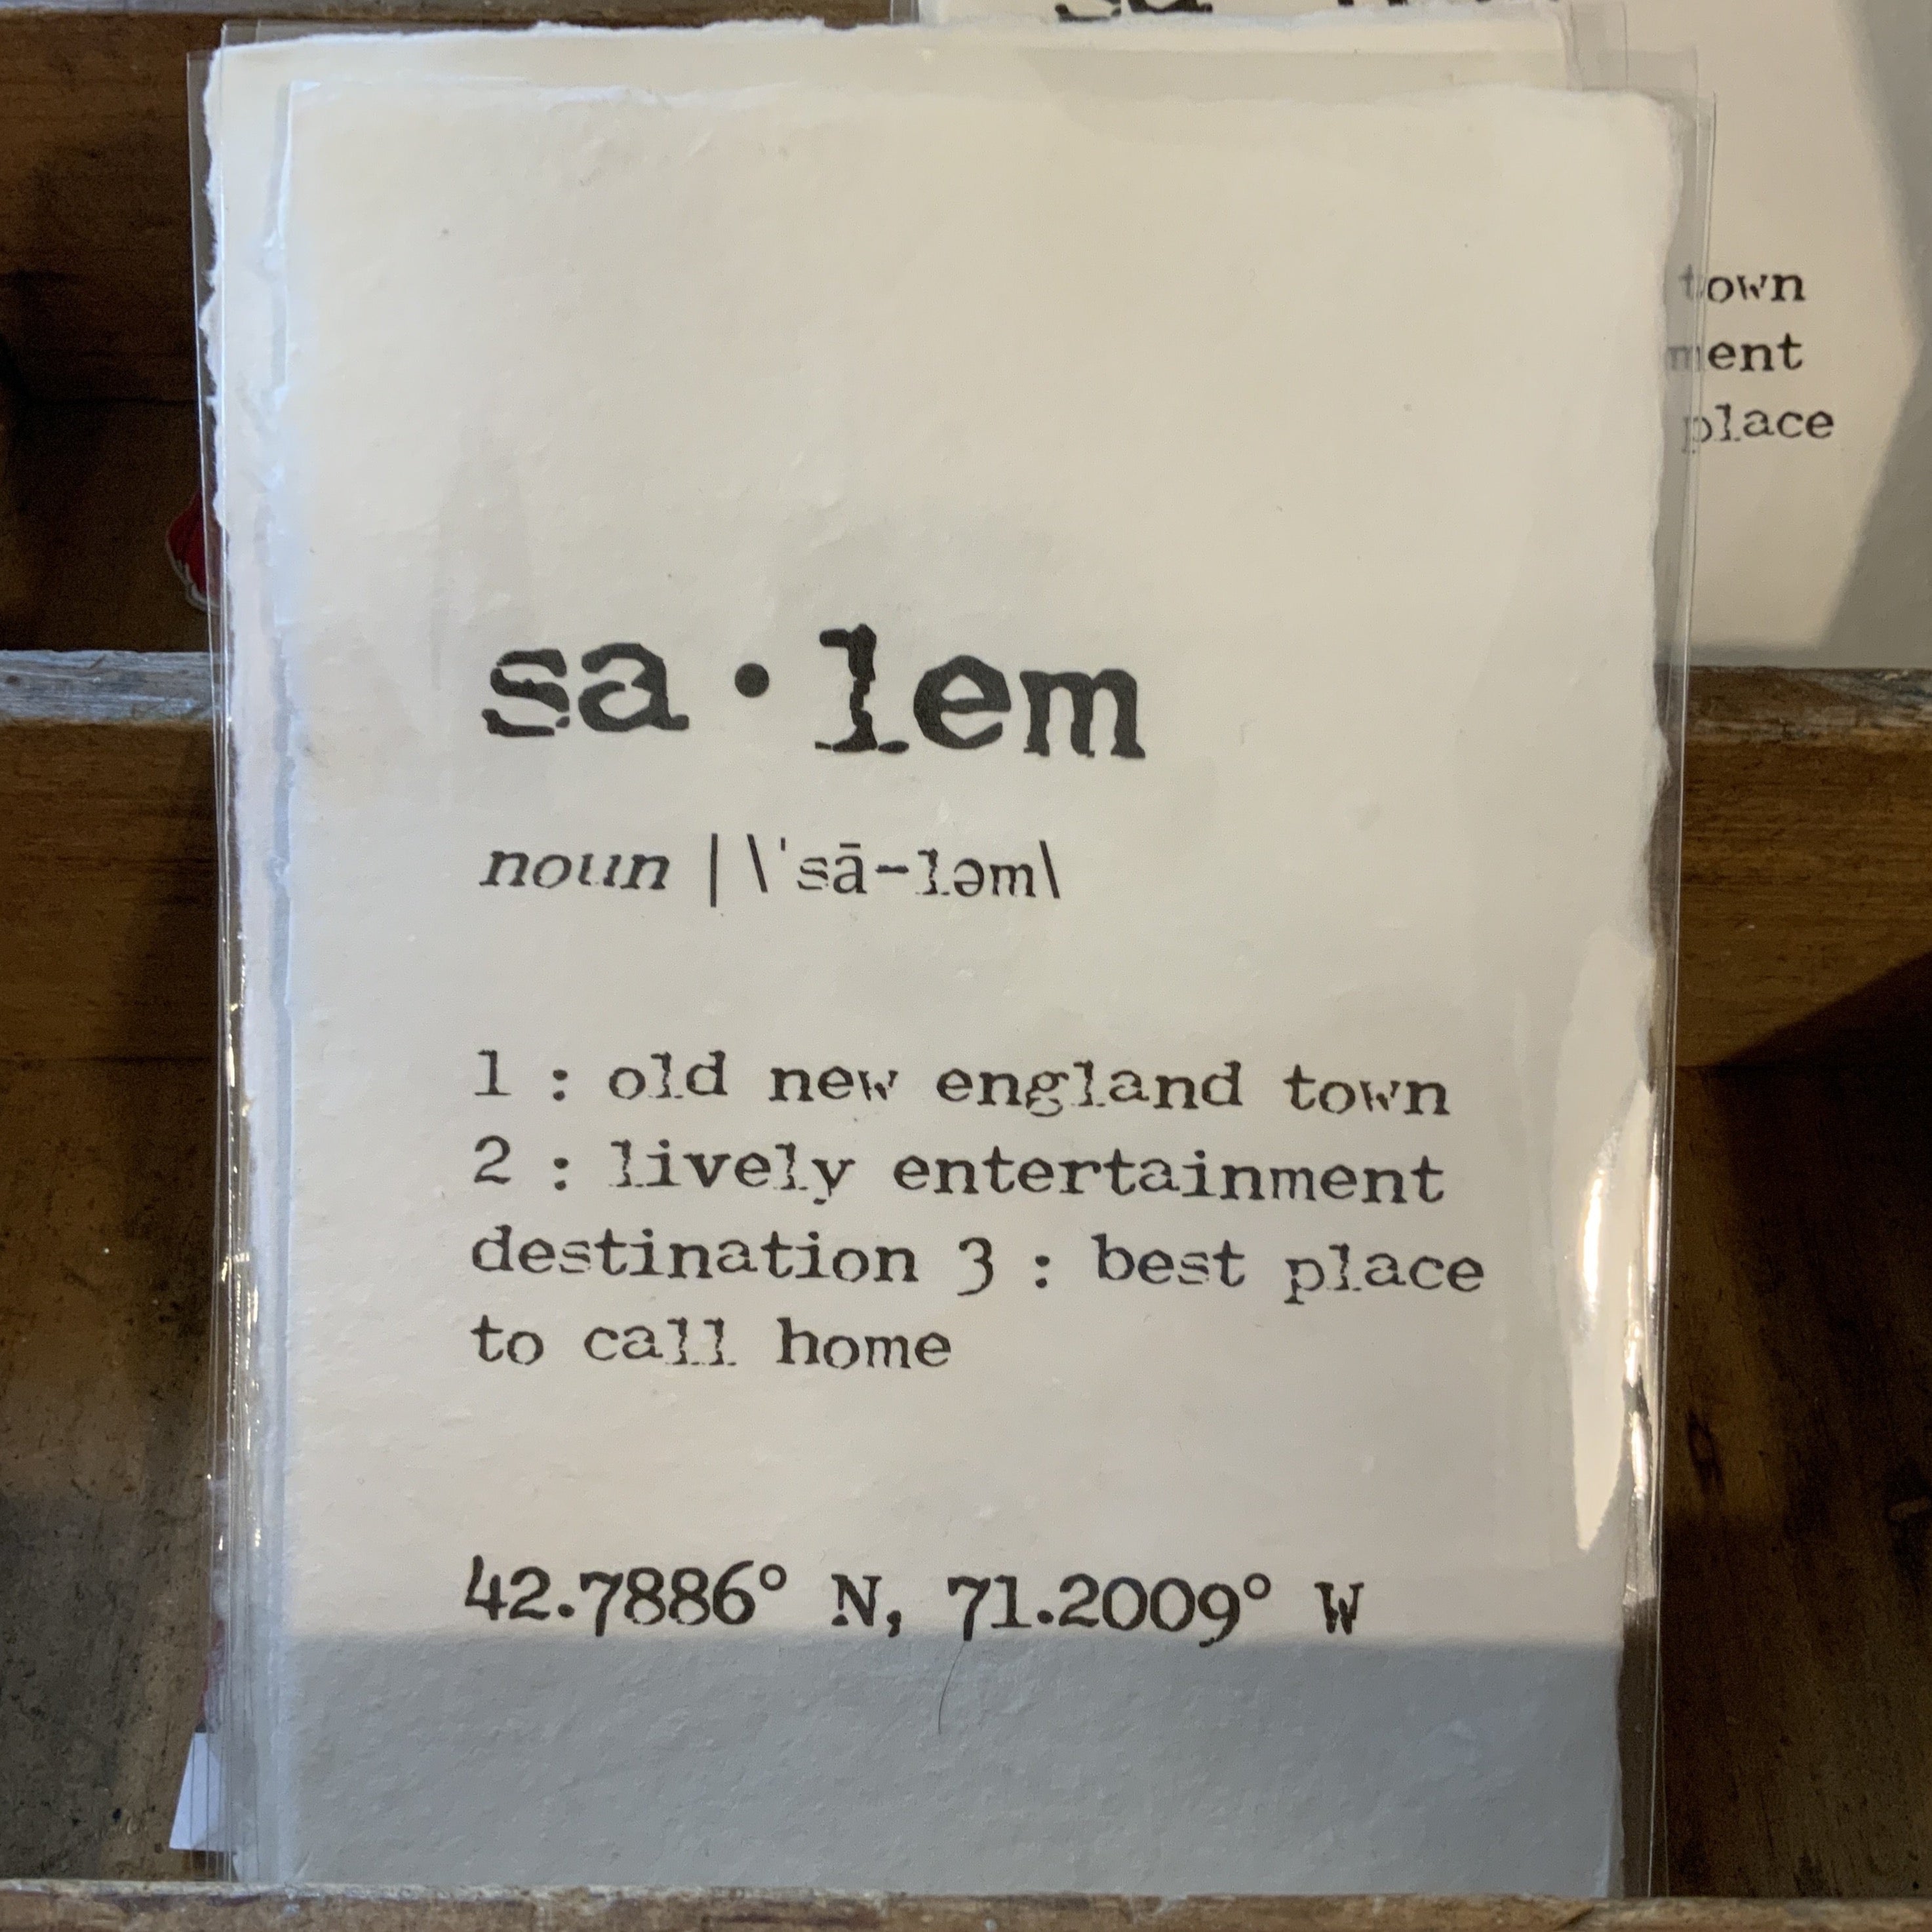 sa·lem
noun | \ˈsā-ləm\
1 : old new england town
2 : lively entertainment
destination 3 : best place
to call home
42.7886° N, 71.2009° W
town
ment
place